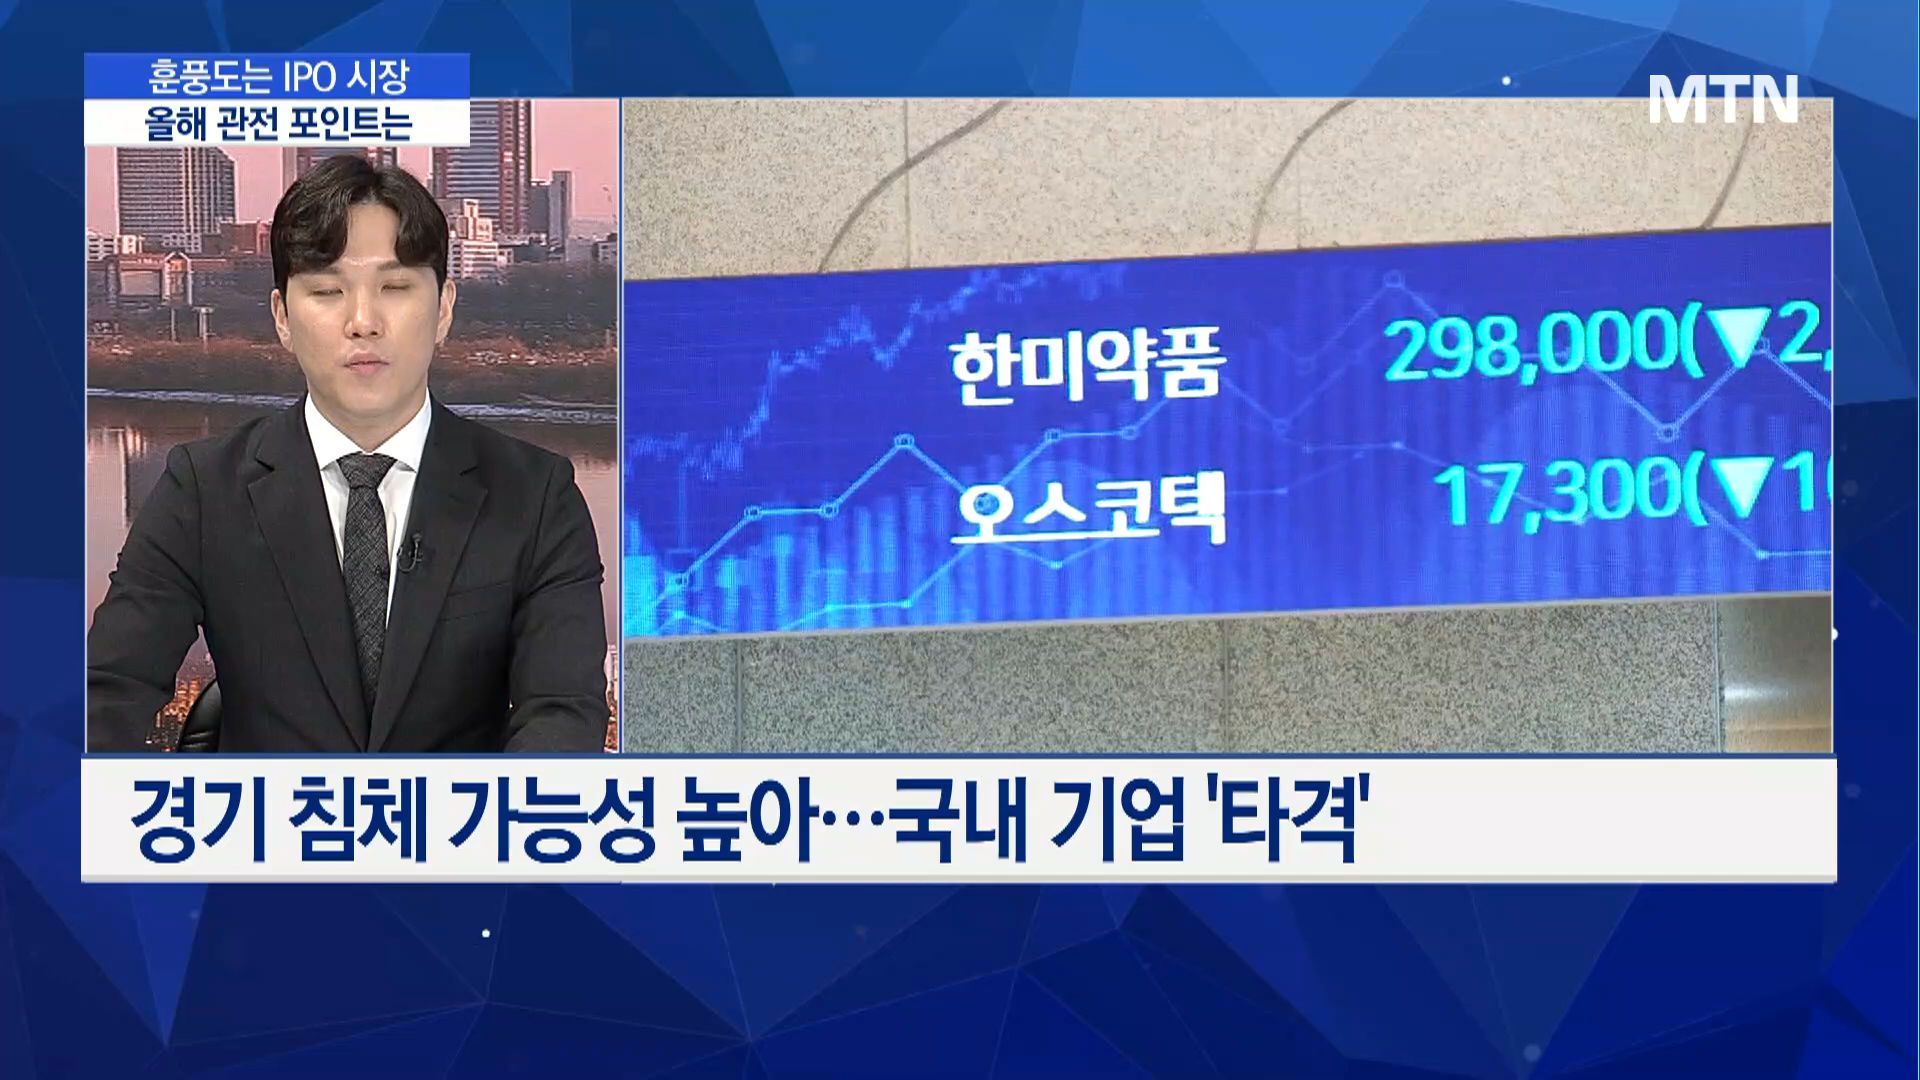 훈풍도는 IPO 시장
올해 관전 포인트는
MTN
한미약품 298,000(▼2,
오스코텍 17,300(▼1
경기 침체 가능성 높아…국내 기업 '타격'